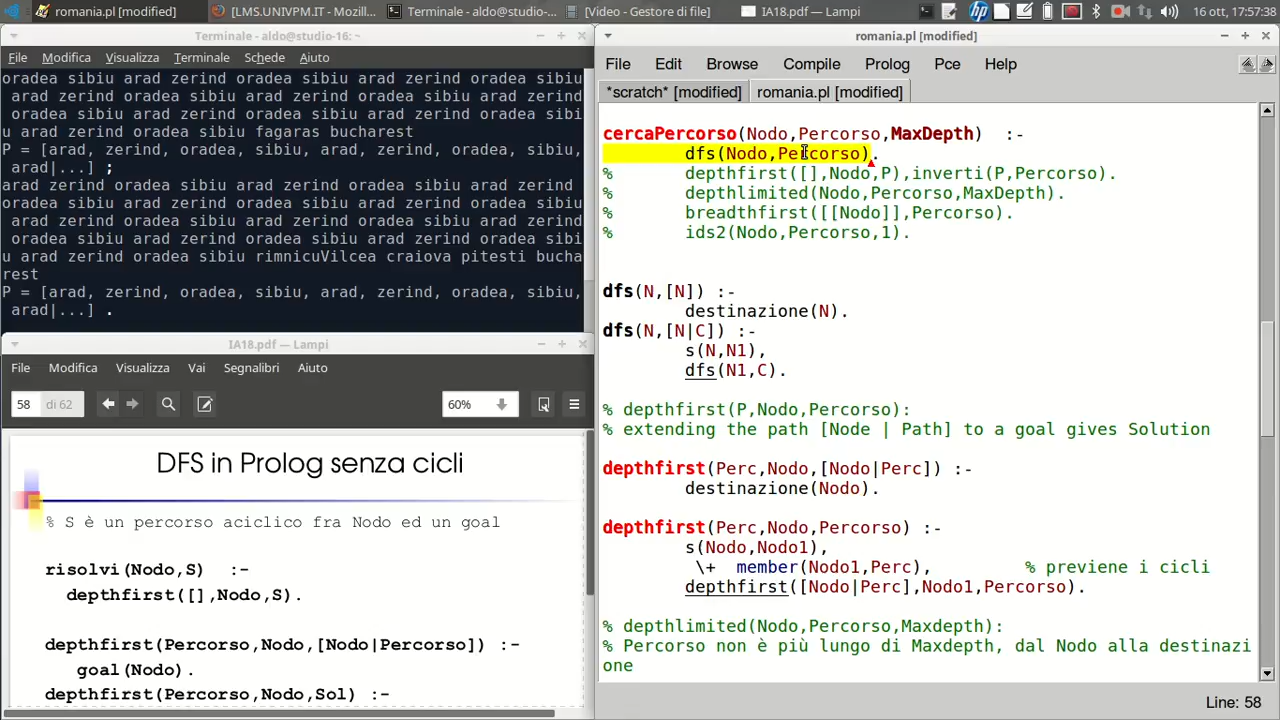 romania.pl [modified]
[LMS.UNIVPM.IT - Mozill...
Terminale - aldo@studio-...
[Video - Gestore di file]
IA18.pdf — Lampi
16 ott, 17:57:38
Terminale - aldo@studio-16: ~
File Modifica Visualizza Terminale Schede Aiuto
oradea sibiu arad zerind oradea sibiu arad zerind oradea sibiu
arad zerind oradea sibiu arad zerind oradea sibiu arad zerind
oradea sibiu arad zerind oradea sibiu arad zerind oradea sibi
u arad zerind oradea sibiu fagaras bucharest
P = [arad, zerind, oradea, sibiu, arad, zerind, oradea, sibiu,
arad|...] ;
arad zerind oradea sibiu arad zerind oradea sibiu arad zerind
oradea sibiu arad zerind oradea sibiu arad zerind oradea sibiu
arad zerind oradea sibiu arad zerind oradea sibiu arad zerind
oradea sibiu arad zerind oradea sibiu arad zerind oradea sibiu
arad zerind oradea sibiu rimnicuVilcea craiova pitesti bucha
rest
P = [arad, zerind, oradea, sibiu, arad, zerind, oradea, sibiu,
arad|...] .
IA18.pdf — Lampi
File Modifica Visualizza Vai Segnalibri Aiuto
58 di 62
60%
DFS in Prolog senza cicli
% S è un percorso aciclico fra Nodo ed un goal
risolvi(Nodo,S) :-
depthfirst([],Nodo,S).
depthfirst(Percorso,Nodo,[Nodo|Percorso]) :-
goal(Nodo).
depthfirst(Percorso,Nodo,Sol) :-
romania.pl [modified]
File Edit Browse Compile Prolog Pce Help
*scratch* [modified]
romania.pl [modified]
cercaPercorso(Nodo,Percorso,MaxDepth) :-
dfs(Nodo,Percorso).
% depthfirst([],Nodo,P),inverti(P,Percorso).
% depthlimited(Nodo,Percorso,MaxDepth).
% breadthfirst([[Nodo]],Percorso).
% ids2(Nodo,Percorso,1).
dfs(N,[N]) :-
destinazione(N).
dfs(N,[N|C]) :-
s(N,N1),
dfs(N1,C).
% depthfirst(P,Nodo,Percorso):
% extending the path [Node | Path] to a goal gives Solution
depthfirst(Perc,Nodo,[Nodo|Perc]) :-
destinazione(Nodo).
depthfirst(Perc,Nodo,Percorso) :-
s(Nodo,Nodo1),
\+ member(Nodo1,Perc), % previene i cicli
depthfirst([Nodo|Perc],Nodo1,Percorso).
% depthlimited(Nodo,Percorso,Maxdepth):
% Percorso non è più lungo di Maxdepth, dal Nodo alla destinazi
one
Line: 58